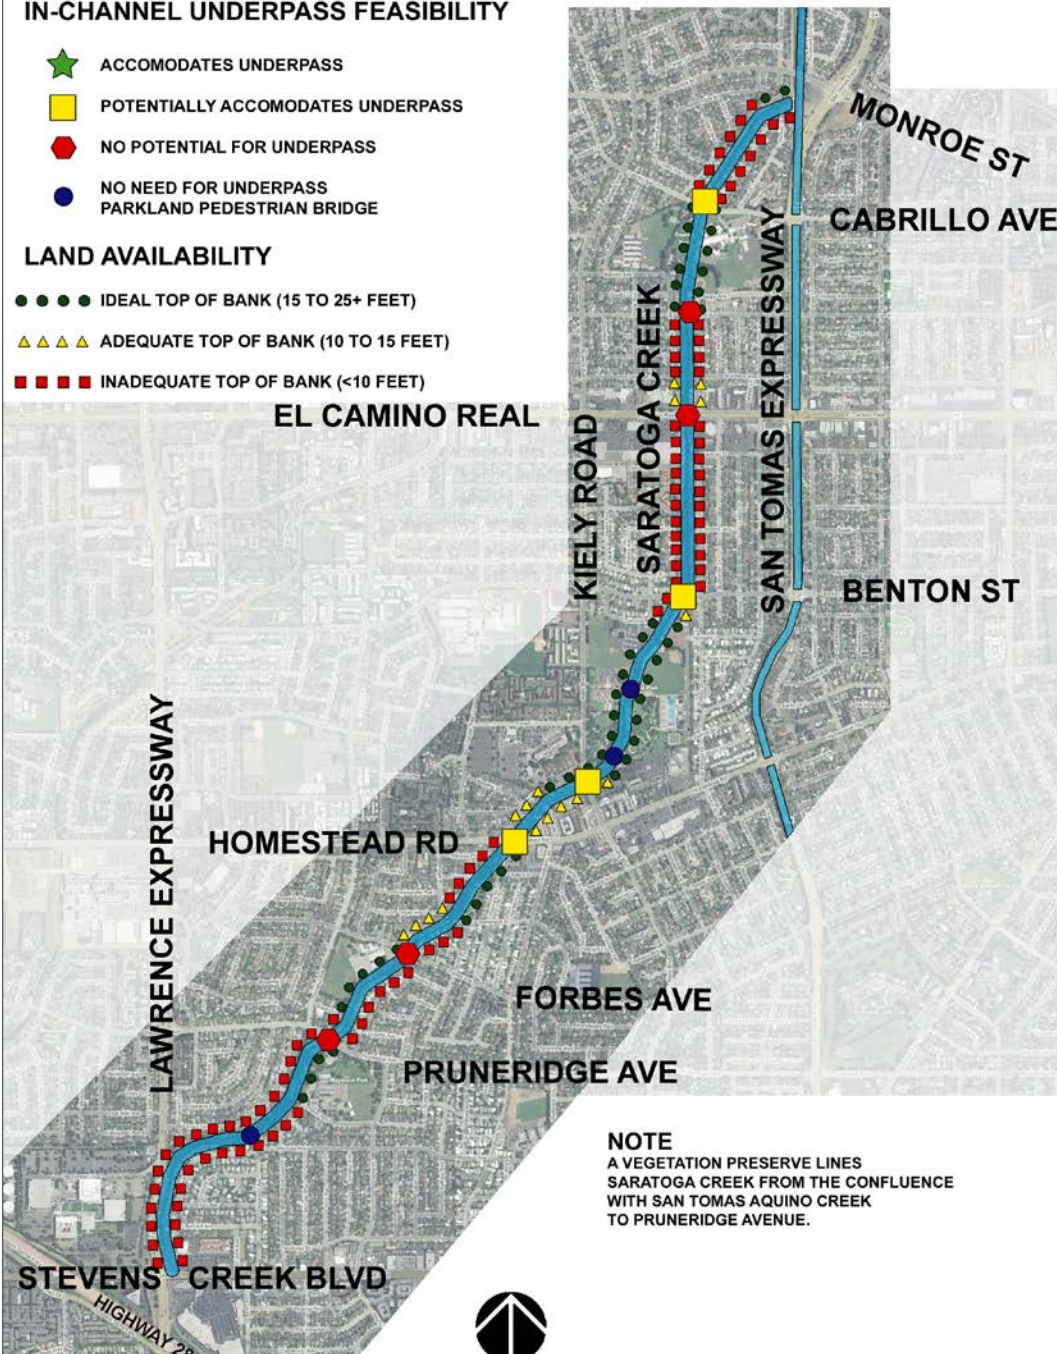 IN-CHANNEL UNDERPASS FEASIBILITY
ACCOMODATES UNDERPASS
POTENTIALLY ACCOMODATES UNDERPASS
NO POTENTIAL FOR UNDERPASS
NO NEED FOR UNDERPASS
PARKLAND PEDESTRIAN BRIDGE
LAND AVAILABILITY
IDEAL TOP OF BANK (15 TO 25+ FEET)
ADEQUATE TOP OF BANK (10 TO 15 FEET)
INADEQUATE TOP OF BANK (<10 FEET)
MONROE ST
CABRILLO AVE
EL CAMINO REAL
KIELY ROAD
SARATOGA CREEK
SAN TOMAS EXPRESSWAY
BENTON ST
LAWRENCE EXPRESSWAY
HOMESTEAD RD
FORBES AVE
PRUNERIDGE AVE
NOTE
A VEGETATION PRESERVE LINES
SARATOGA CREEK FROM THE CONFLUENCE
WITH SAN TOMAS AQUINO CREEK
TO PRUNERIDGE AVENUE.
STEVENS CREEK BLVD
HIGHWAY 28